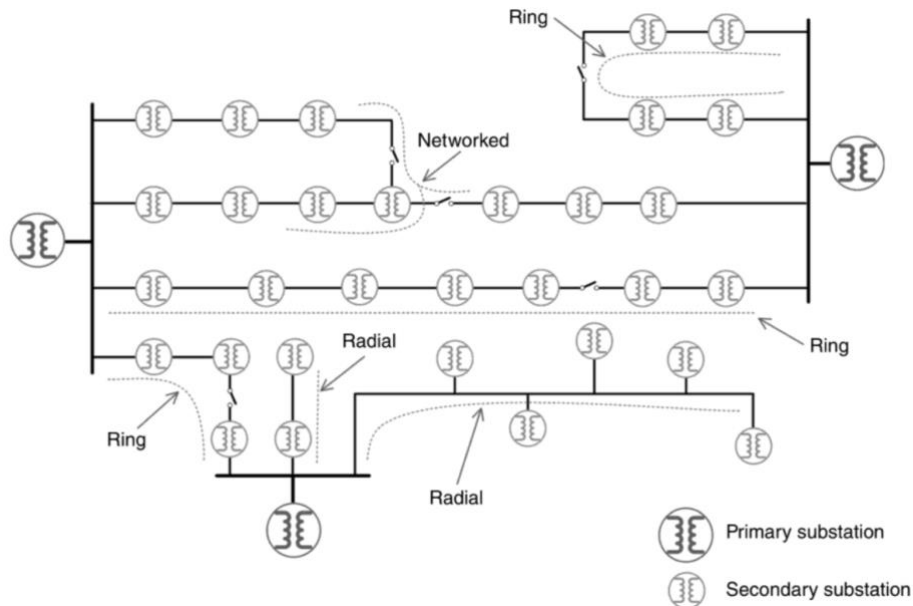 Ring
Networked
Radial
Ring
Ring
Radial
Primary substation
Secondary substation